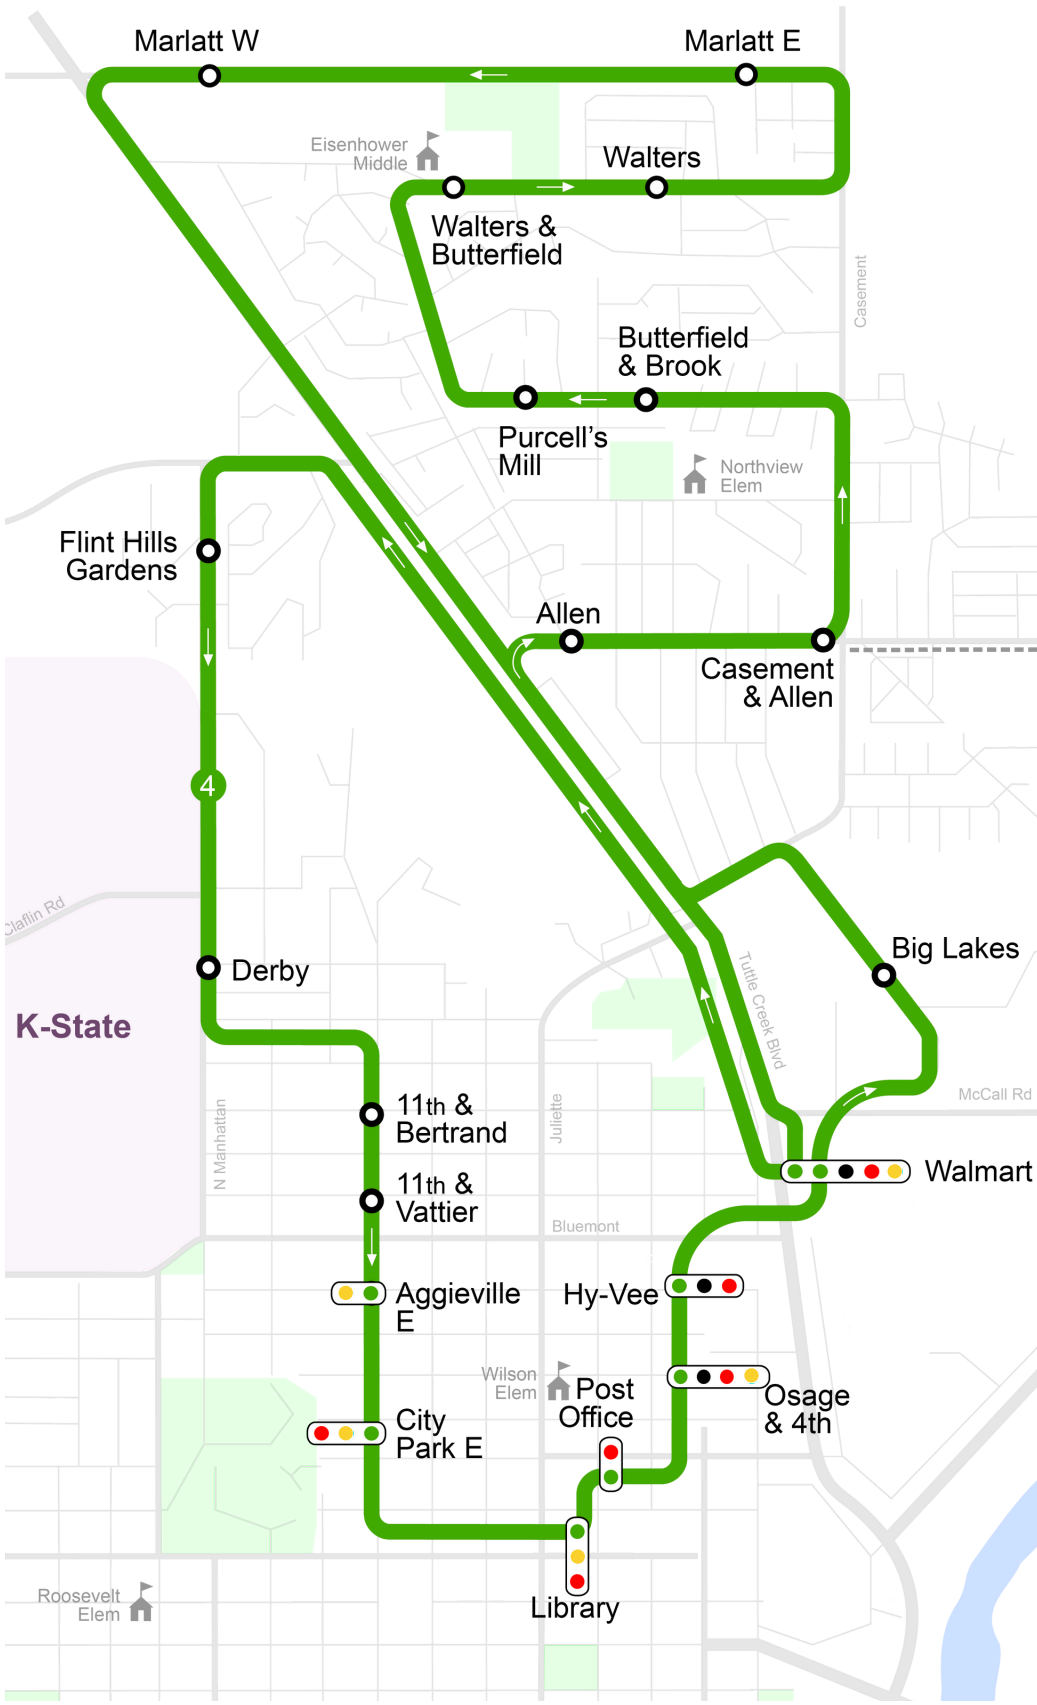 Marlatt W
Marlatt E
Eisenhower
Middle
Walters
Walters &
Butterfield
Casement
Butterfield
& Brook
Purcell's
Mill
Northview
Elem
Flint Hills
Gardens
Allen
Casement
& Allen
4
Claflin Rd
Big Lakes
Derby
Tuttle Creek Blvd
K-State
McCall Rd
N Manhattan
11th &
Bertrand
Juliette
Walmart
11th &
Vattier
Bluemont
Aggieville
E
Hy-Vee
Wilson
Elem
Post
Office
Osage
& 4th
City
Park E
Roosevelt
Elem
Library